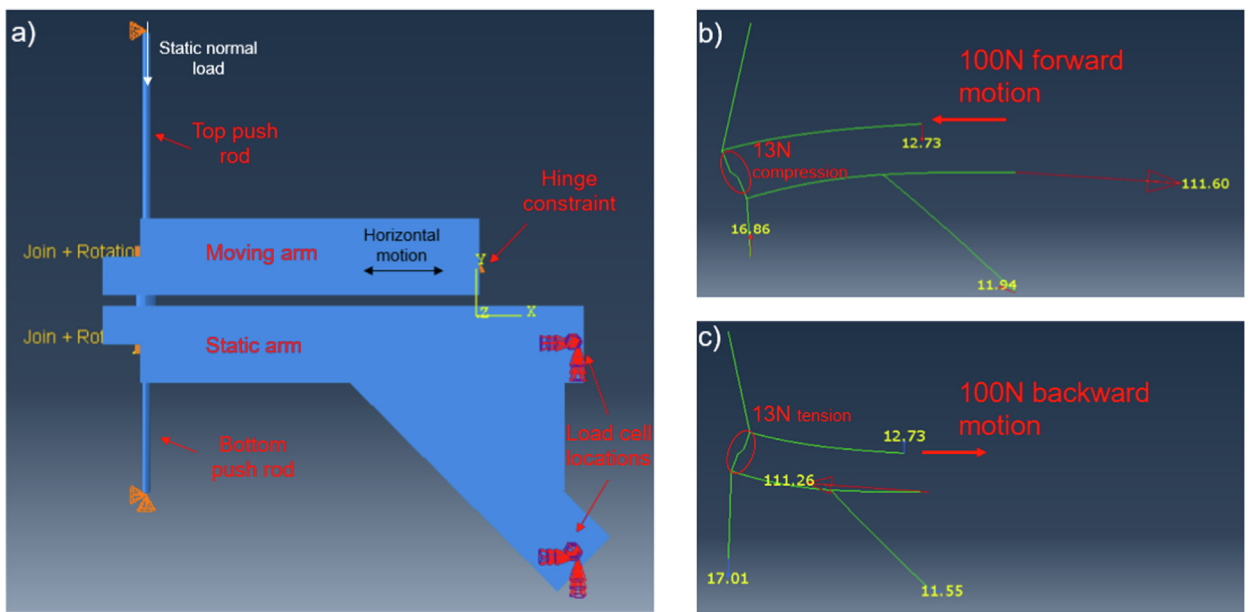 a)
Static normal
load
Top push
rod
Hinge
constraint
Join + Rotatio
Moving arm
Horizontal
motion
Y
Z
X
Join + Rot
Static arm
Load cell
locations
Bottom
push rod
b)
100N forward
motion
12.73
13N
compression
111.60
16.86
11.94
c)
100N backward
motion
13N tension
12.73
111.26
17.01
11.55